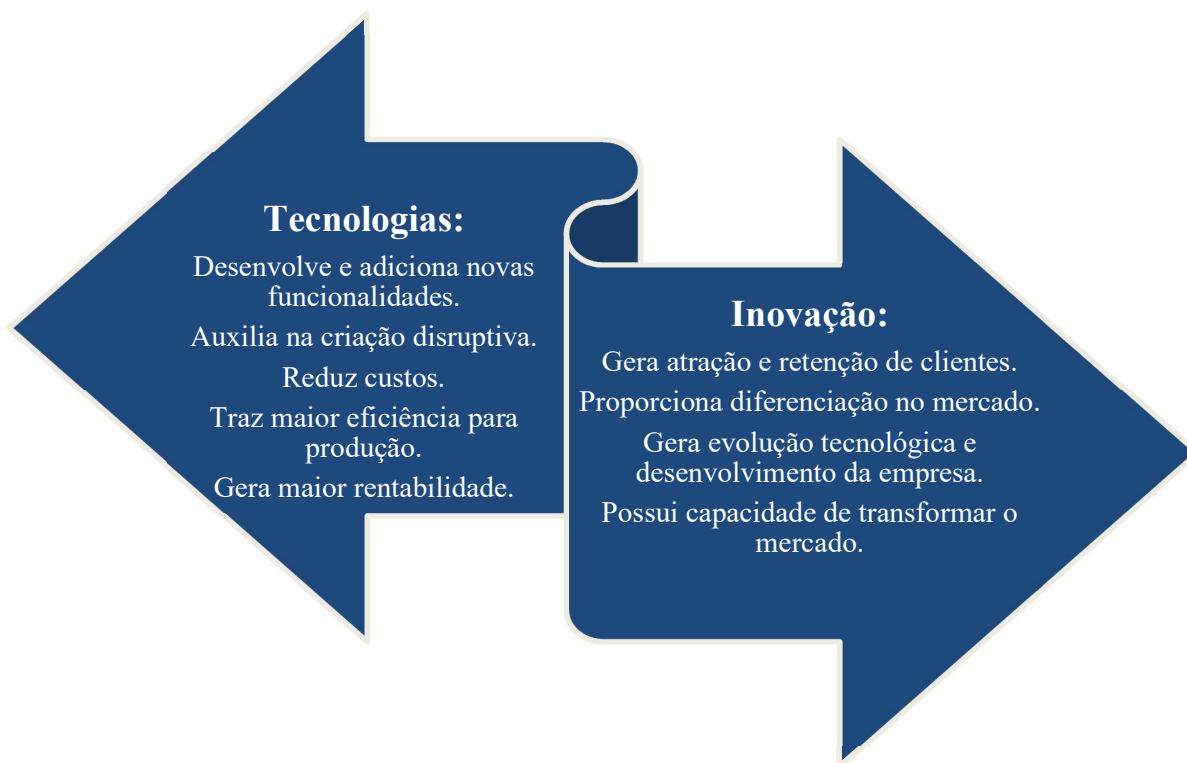 Tecnologias:
Desenvolve e adiciona novas
funcionalidades.
Auxilia na criação disruptiva.
Reduz custos.
Traz maior eficiência para
produção.
Gera maior rentabilidade.
Inovação:
Gera atração e retenção de clientes.
Proporciona diferenciação no mercado.
Gera evolução tecnológica e
desenvolvimento da empresa.
Possui capacidade de transformar o
mercado.